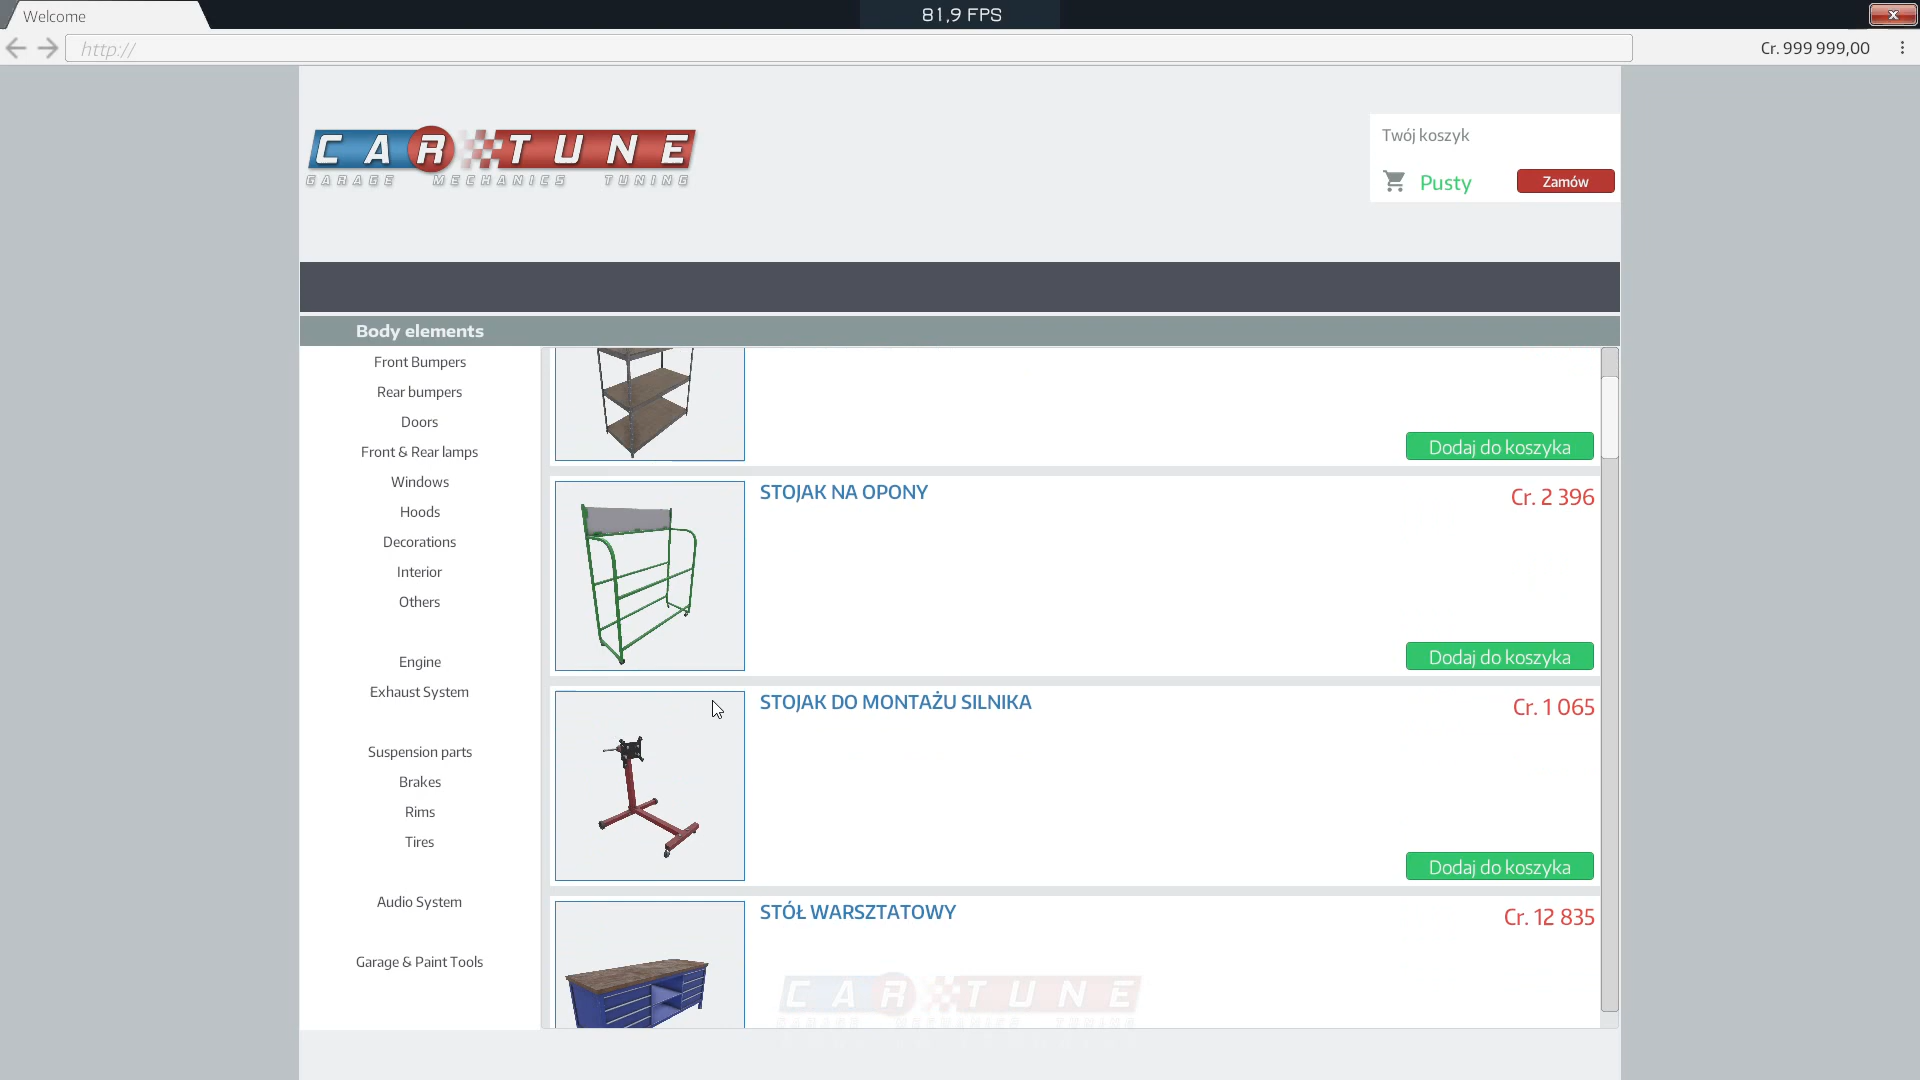 Welcome
81,9 FPS
http://
Cr. 999 999,00
CAR TUNE
GARAGE MECHANICS TUNING
Twój koszyk
Pusty
Zamów
Body elements
Front Bumpers
Rear bumpers
Doors
Front & Rear lamps
Windows
Hoods
Decorations
Interior
Others
Engine
Exhaust System
Suspension parts
Brakes
Rims
Tires
Audio System
Garage & Paint Tools
Dodaj do koszyka
STOJAK NA OPONY
Cr. 2 396
Dodaj do koszyka
STOJAK DO MONTAŻU SILNIKA
Cr. 1 065
Dodaj do koszyka
STÓŁ WARSZTATOWY
Cr. 12 835
CAR TUNE
GARAGE MECHANICS TUNING